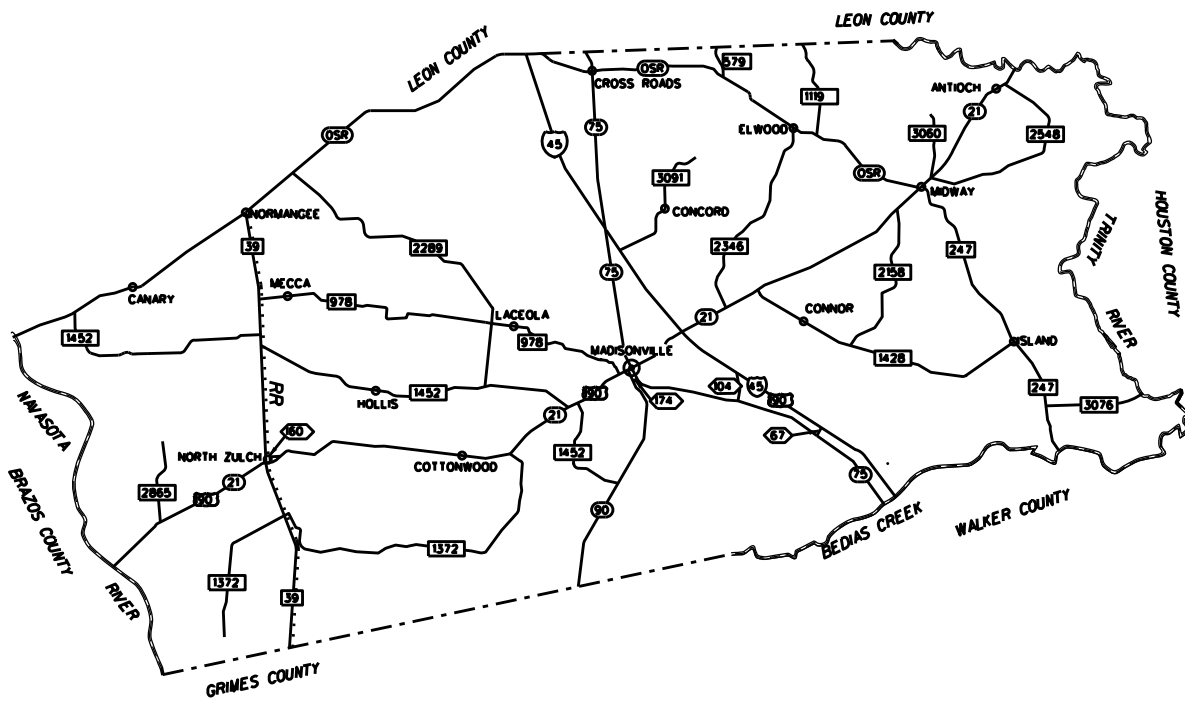 LEON COUNTY
LEON COUNTY
579
OSR
CROSS ROADS
ANTIOCH
1119
21
75
ELWOOD
3060
2548
OSR
45
OSR
3091
MIDWAY
CONCORD
NORMANGEE
HOUSTON COUNTY
TRINITY
RIVER
39
2289
2346
247
75
2158
MECCA
CANARY
978
CONNOR
LACEOLA
21
1452
978
ISLAND
MADISONVILLE
1428
RR
HOLLIS
1452
190
174
104
45
190
247
3076
NAVASOTA
RIVER
21
160
67
NORTH ZULCH
COTTONWOOD
1452
75
21
2865
190
90
BEDIAS CREEK
WALKER COUNTY
BRAZOS COUNTY
1372
1372
39
GRIMES COUNTY